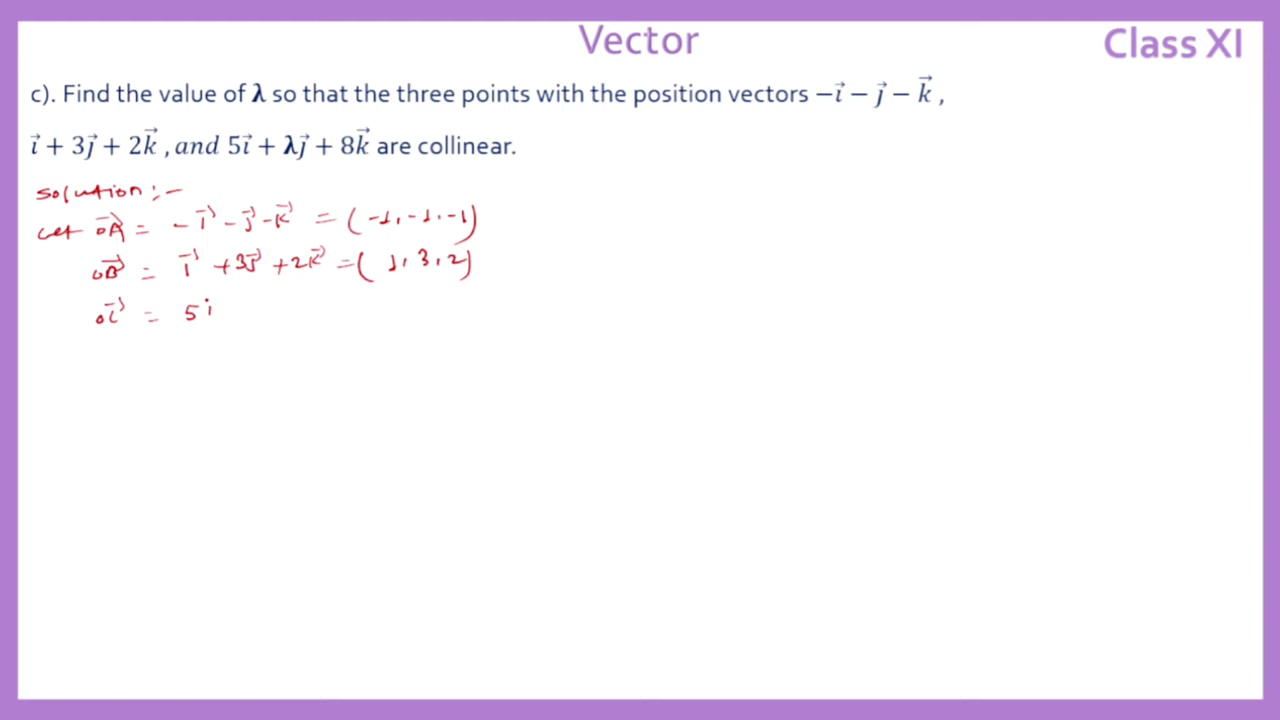 Vector
Class XI
c). Find the value of λ so that the three points with the position vectors −i⃗ − j⃗ − k⃗ ,
i⃗ + 3j⃗ + 2k⃗ , and 5i⃗ + λj⃗ + 8k⃗ are collinear.
Solution :-
Let OA⃗ = - i⃗ - j⃗ - k⃗ = (-1, -1, -1)
OB⃗ = i⃗ + 3j⃗ + 2k⃗ = (1, 3, 2)
OC⃗ = 5i